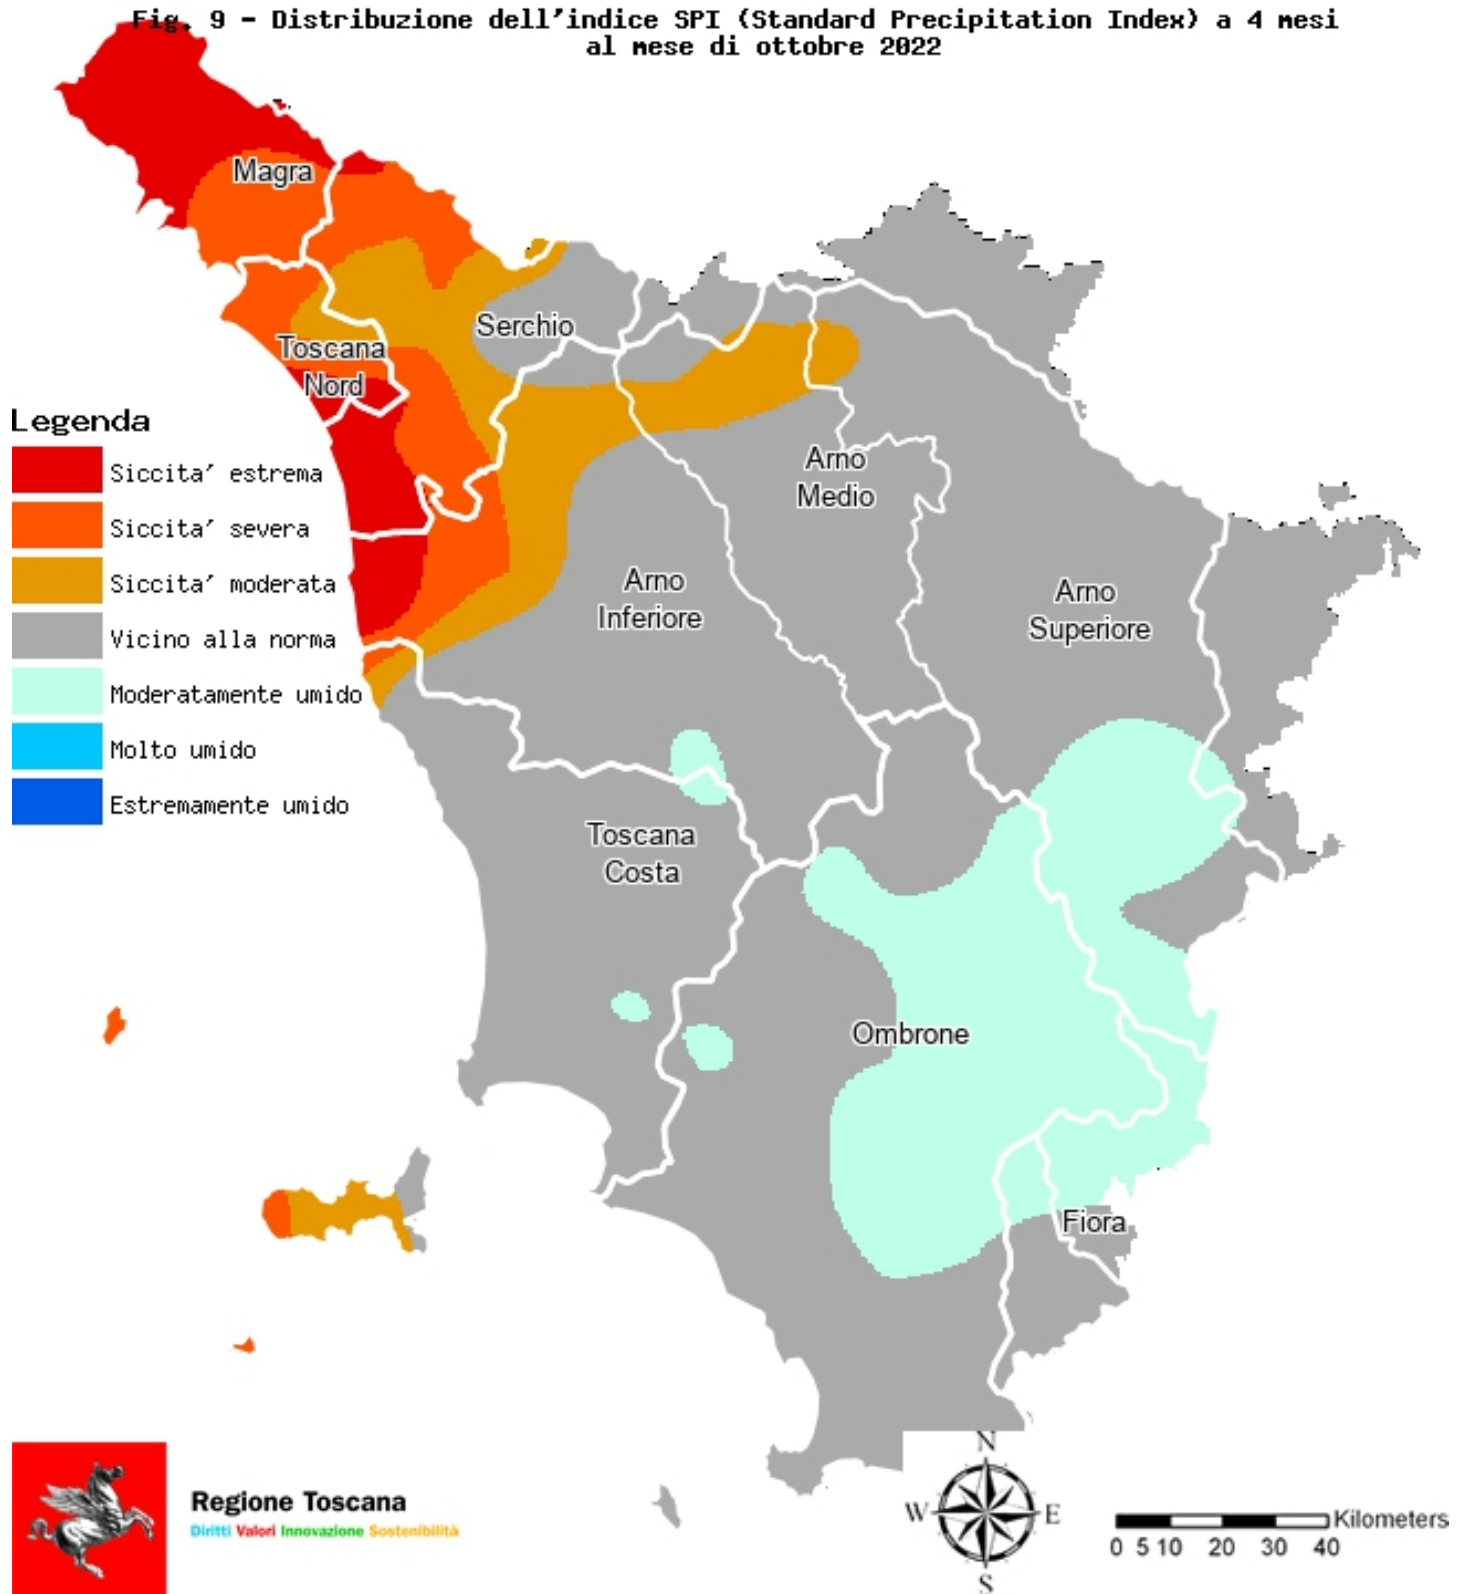 Fig. 9 - Distribuzione dell'indice SPI (Standard Precipitation Index) a 4 mesi
al mese di ottobre 2022
Magra
Serchio
Toscana
Nord
Legenda
Siccita' estrema
Siccita' severa
Siccita' moderata
Vicino alla norma
Moderatamente umido
Molto umido
Estremamente umido
Arno
Medio
Arno
Inferiore
Arno
Superiore
Toscana
Costa
Ombrone
Fiora
Regione Toscana
Diritti Valori Innovazione Sostenibilità
N
W E
S
Kilometers
0 5 10 20 30 40